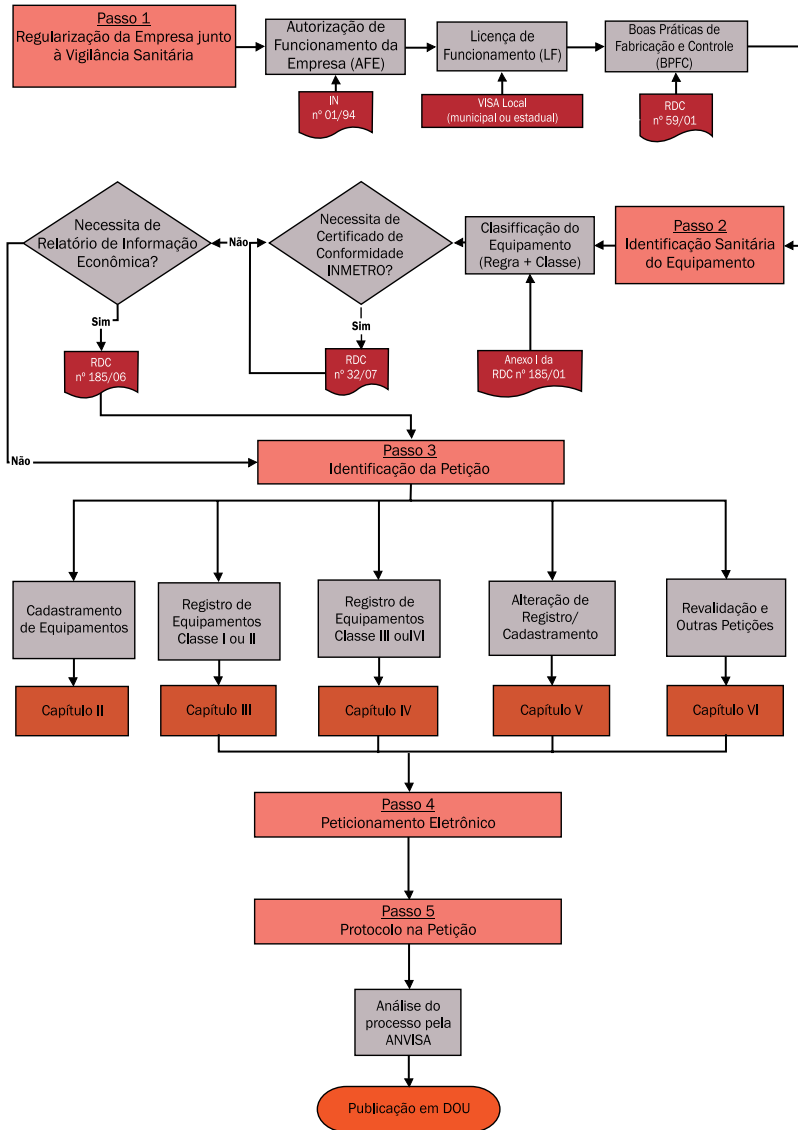 Passo 1
Regularização da Empresa junto
à Vigilância Sanitária
Autorização de
Funcionamento da
Empresa (AFE)
Licença de
Funcionamento (LF)
Boas Práticas de
Fabricação e Controle
(BPFC)
IN
nº 01/94
VISA Local
(municipal ou estadual)
RDC
nº 59/01
Necessita de
Relatório de Informação
Econômica?
Não
Necessita de
Certificado de
Conformidade
INMETRO?
Clasiffcação do
Equipamento
(Regra + Classe)
Passo 2
Identificação Sanitária
do Equipamento
Sim
Sim
RDC
nº 185/06
RDC
nº 32/07
Anexo I da
RDC nº 185/01
Não
Passo 3
Identificação da Petição
Cadastramento
de Equipamentos
Registro de
Equipamentos
Classe I ou II
Registro de
Equipamentos
Classe III ouIVI
Alteração de
Registro/
Cadastramento
Revalidação e
Outras Petições
Capítulo II
Capítulo III
Capítulo IV
Capítulo V
Capítulo VI
Passo 4
Peticionamento Eletrônico
Passo 5
Protocolo na Petição
Análise do
processo pela
ANVISA
Publicação em DOU